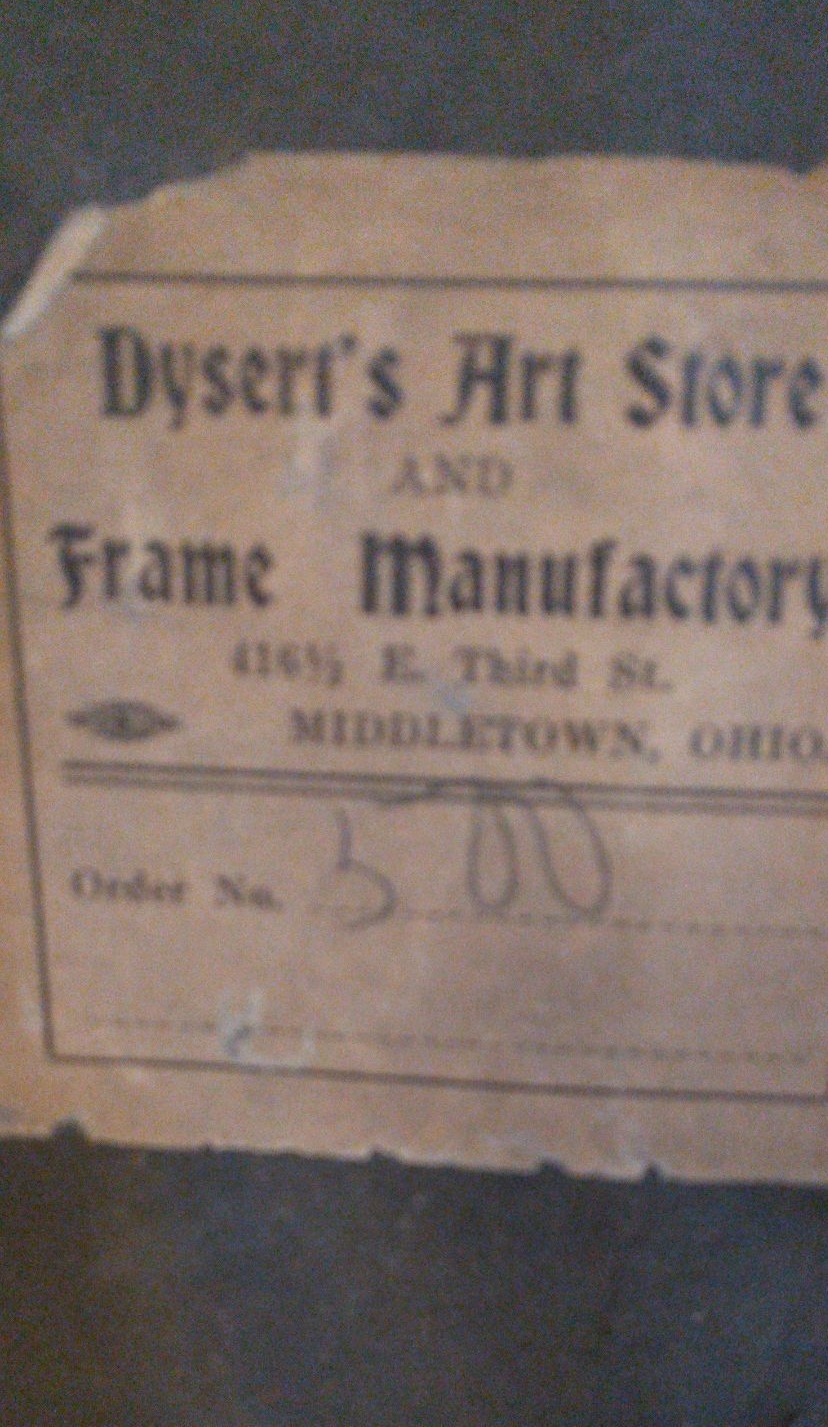 Dysert's Art Store
AND
Frame Manufactory
416½ E. Third St.
MIDDLETOWN, OHIO.
Order No. 500